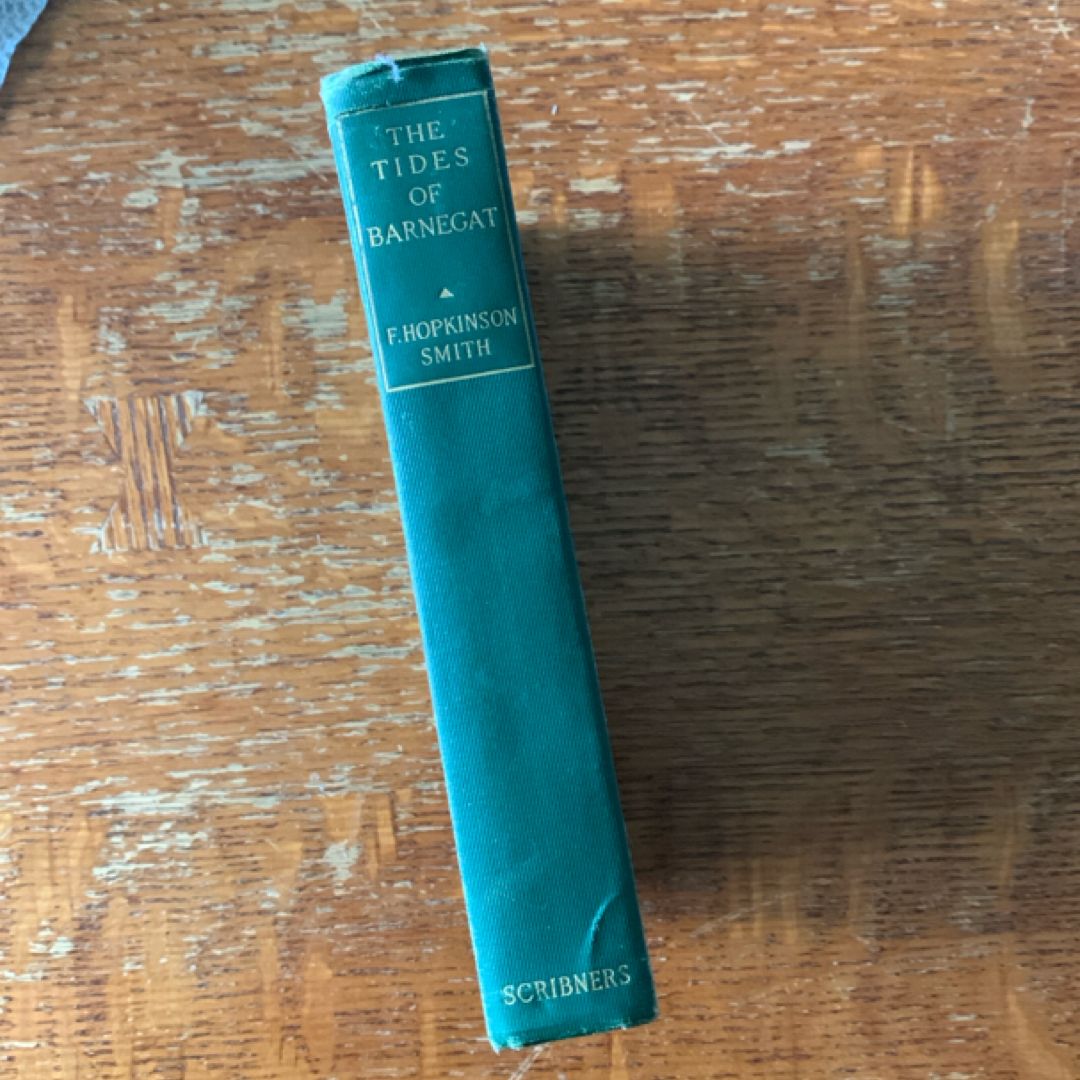 THE
TIDES
OF
BARNEGAT
F. HOPKINSON
SMITH
SCRIBNERS